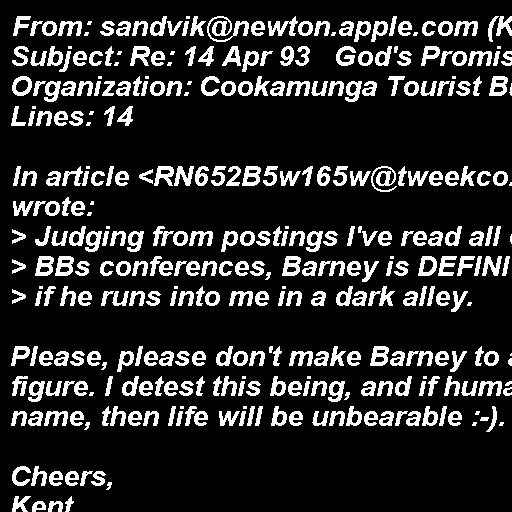 From: sandvik@newton.apple.com (K
Subject: Re: 14 Apr 93   God's Promis
Organization: Cookamunga Tourist Bu
Lines: 14

In article <RN652B5w165w@tweekco.
wrote:
> Judging from postings I've read all
> BBs conferences, Barney is DEFINI
> if he runs into me in a dark alley.

Please, please don't make Barney to a
figure. I detest this being, and if huma
name, then life will be unbearable :-).

Cheers,
Kent